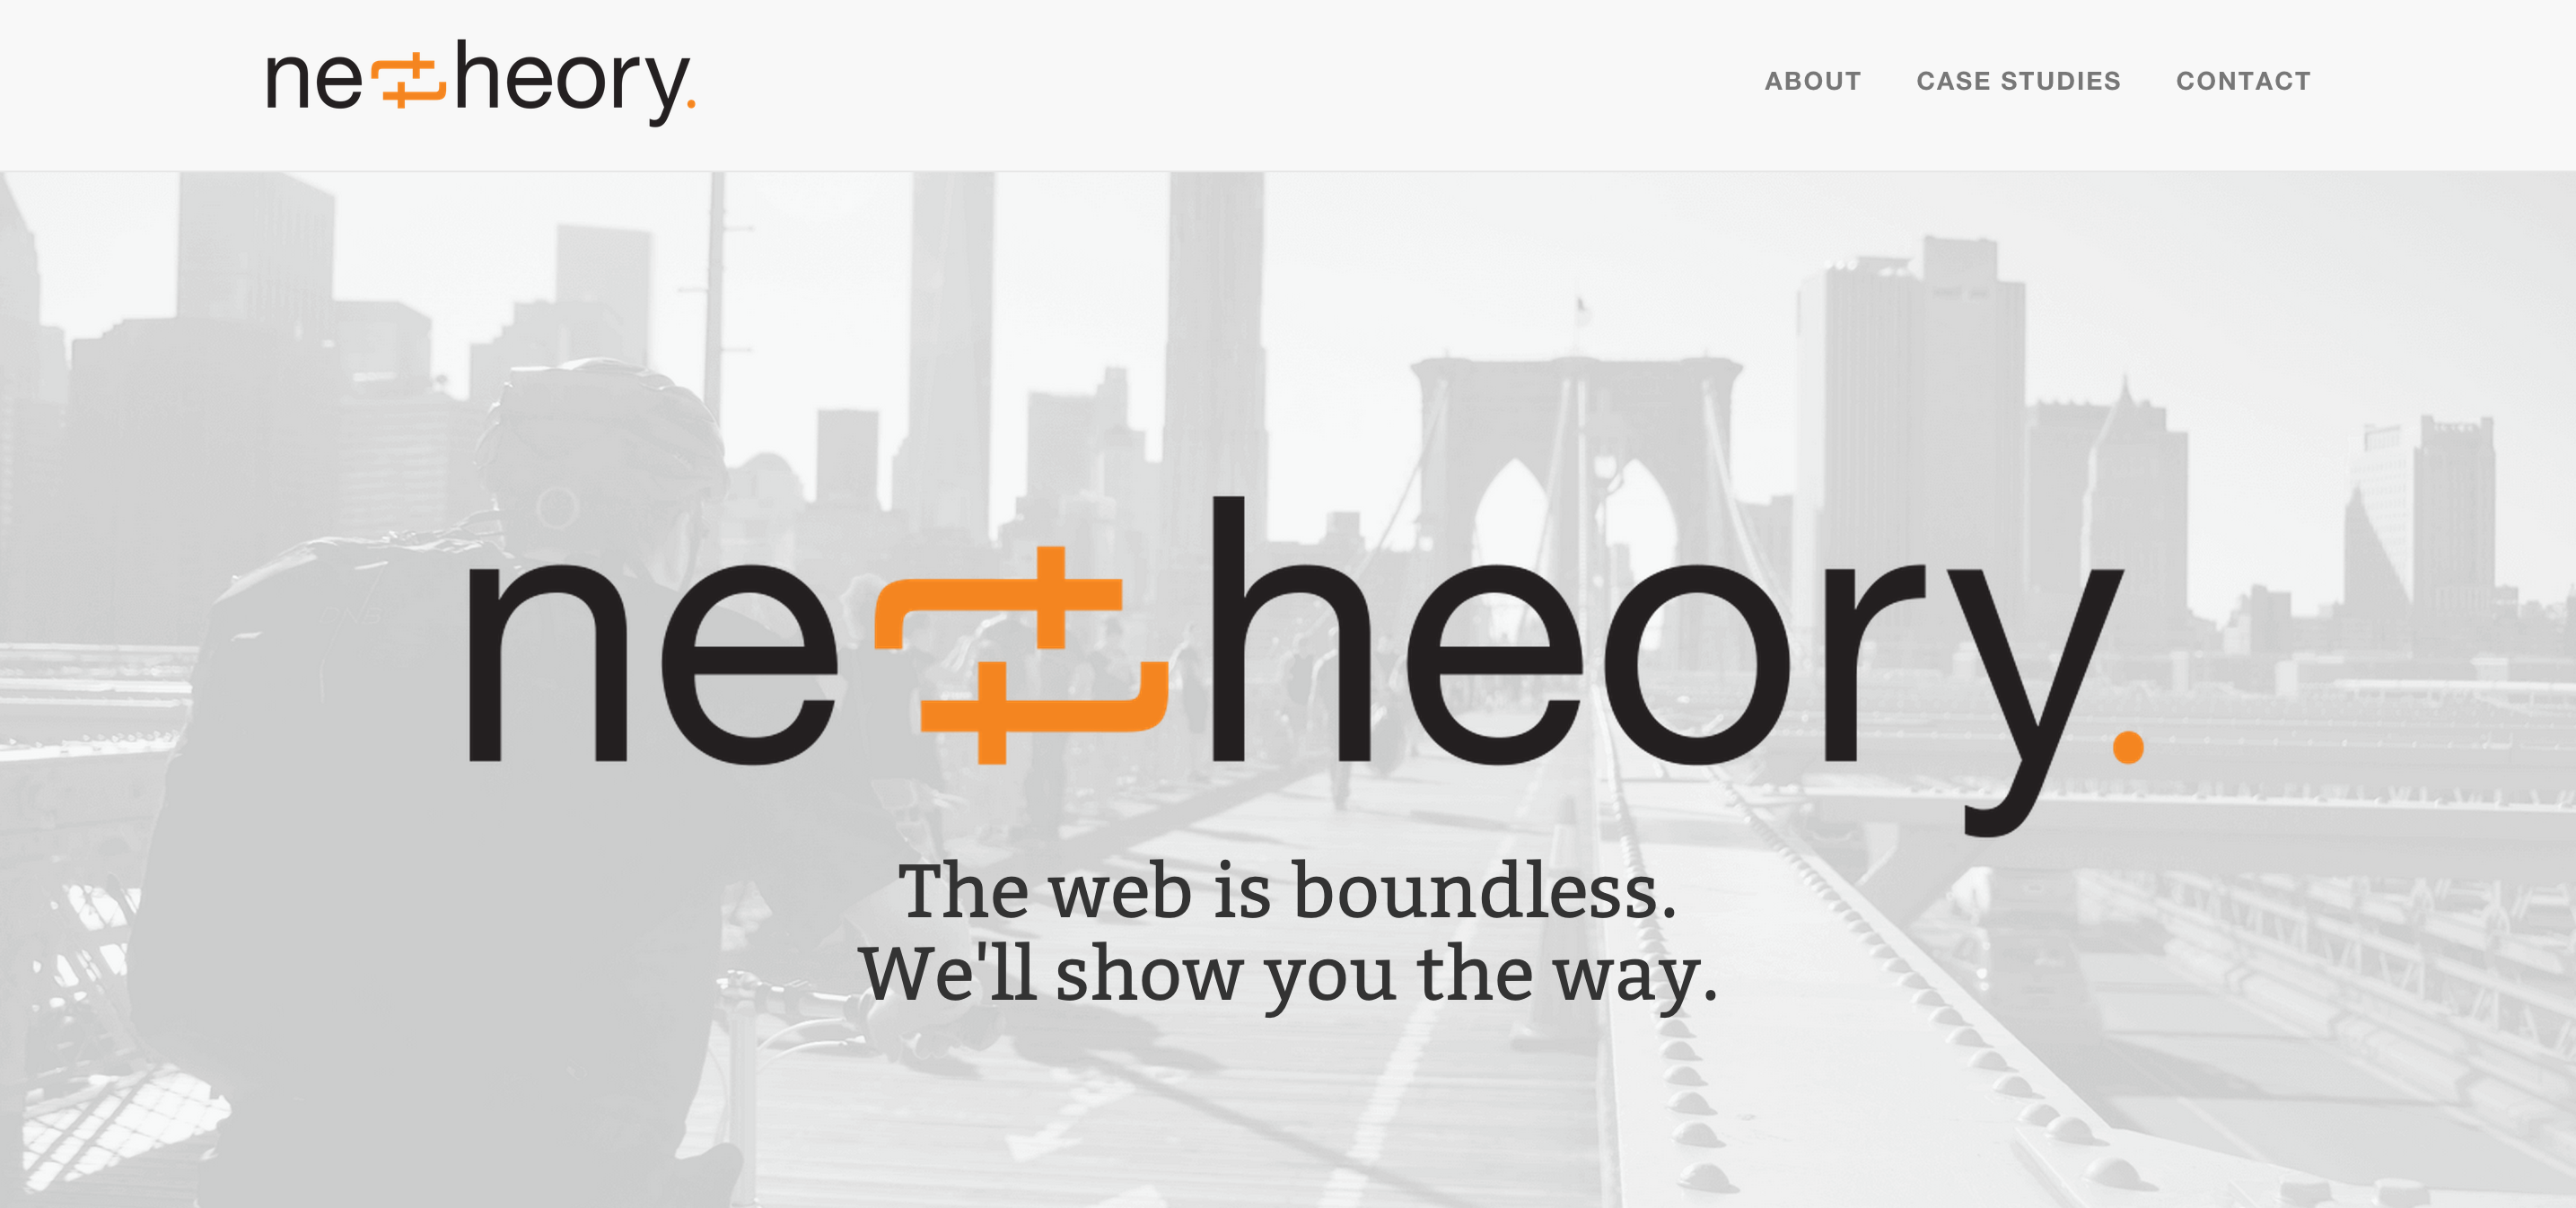 nettheory.
ABOUT CASE STUDIES CONTACT
nettheory.
The web is boundless.
We'll show you the way.